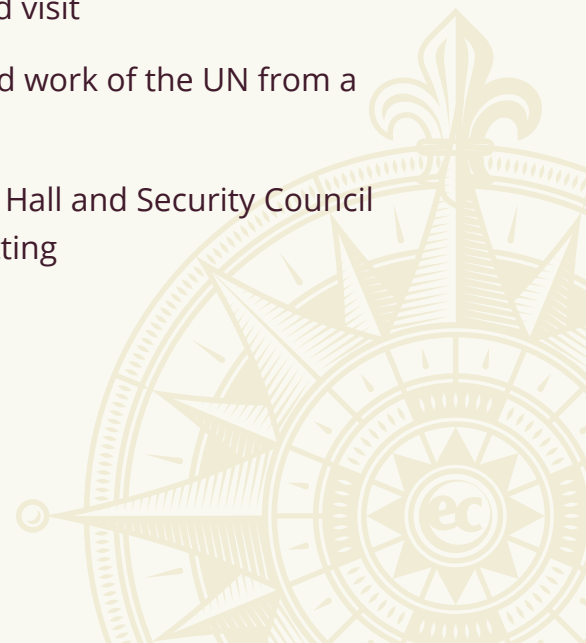 d visit
d work of the UN from a
Hall and Security Council
ting
ec